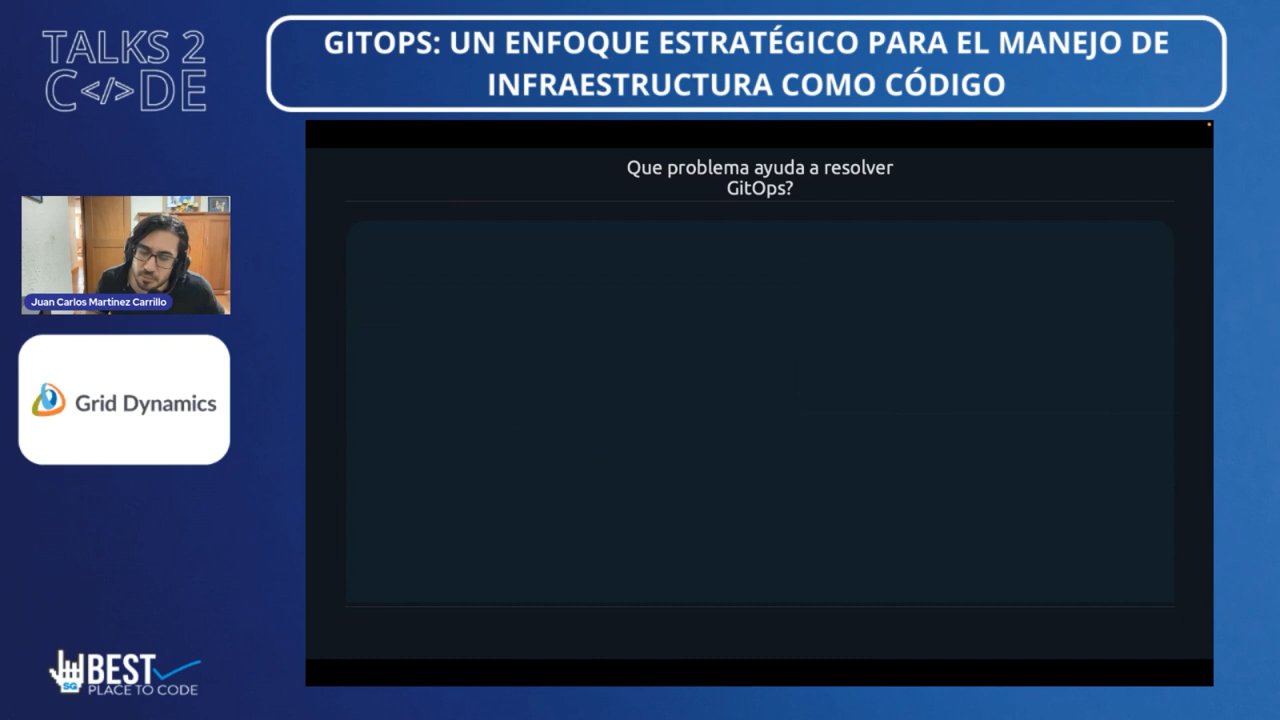 TALKS 2
C</>DE
GITOPS: UN ENFOQUE ESTRATÉGICO PARA EL MANEJO DE
INFRAESTRUCTURA COMO CÓDIGO
Que problema ayuda a resolver
GitOps?
Juan Carlos Martinez Carrillo
Grid Dynamics
SG
BEST
PLACE TO CODE